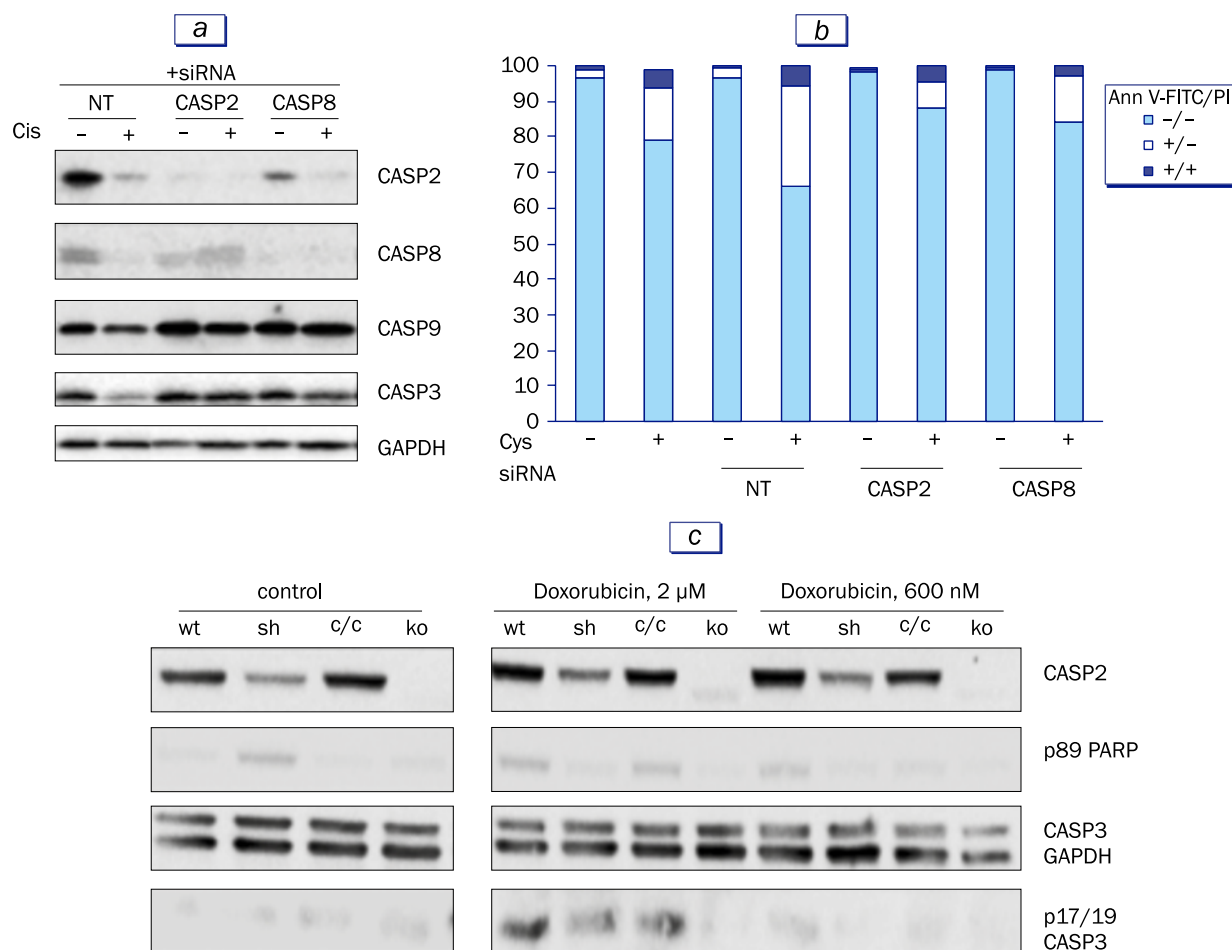 a
+siRNA
NT CASP2 CASP8
Cis – + – + – +
CASP2
CASP8
CASP9
CASP3
GAPDH
b
100
90
80
70
60
50
40
30
20
10
0
Cys – + – + – + – +
siRNA
NT CASP2 CASP8
Ann V-FITC/PI
–/–
+/–
+/+
c
control Doxorubicin, 2 μM Doxorubicin, 600 nM
wt sh c/c ko wt sh c/c ko wt sh c/c ko
CASP2
p89 PARP
CASP3
GAPDH
p17/19
CASP3